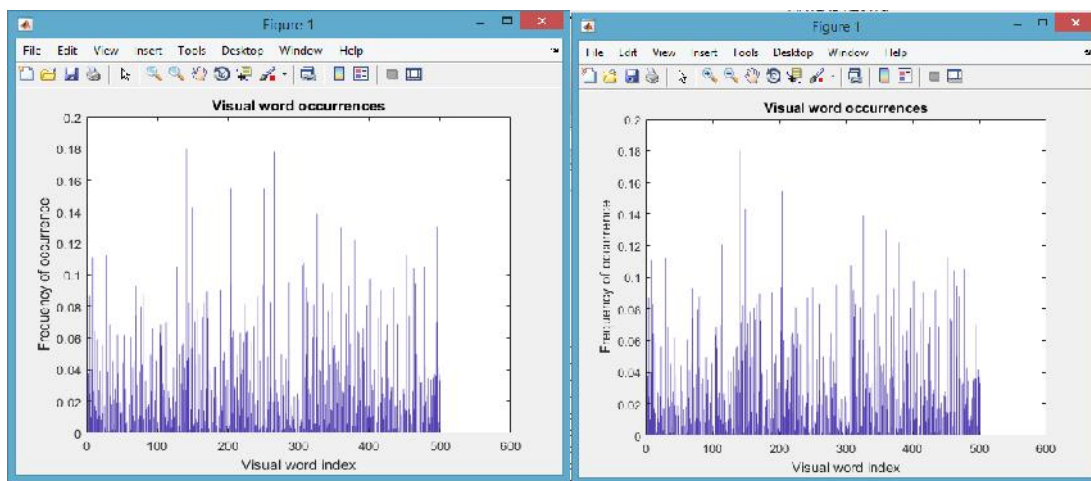 Figure 1
File Edit View Insert Tools Desktop Window Help
Visual word occurrences
Frequency of occurrence
0.2
0.18
0.16
0.14
0.12
0.1
0.08
0.06
0.04
0.02
0
0 100 200 300 400 500 600
Visual word index
Figure 1
File Edit View Insert Tools Desktop Window Help
Visual word occurrences
Frequency of occurrence
0.2
0.18
0.16
0.14
0.12
0.1
0.08
0.06
0.04
0.02
0
0 100 200 300 400 500 600
Visual word index